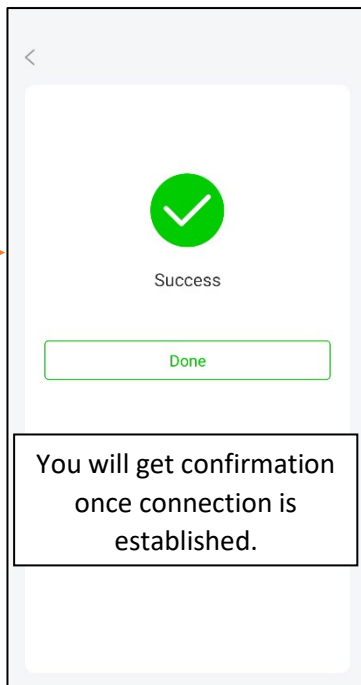 Success
Done
You will get confirmation
once connection is
established.